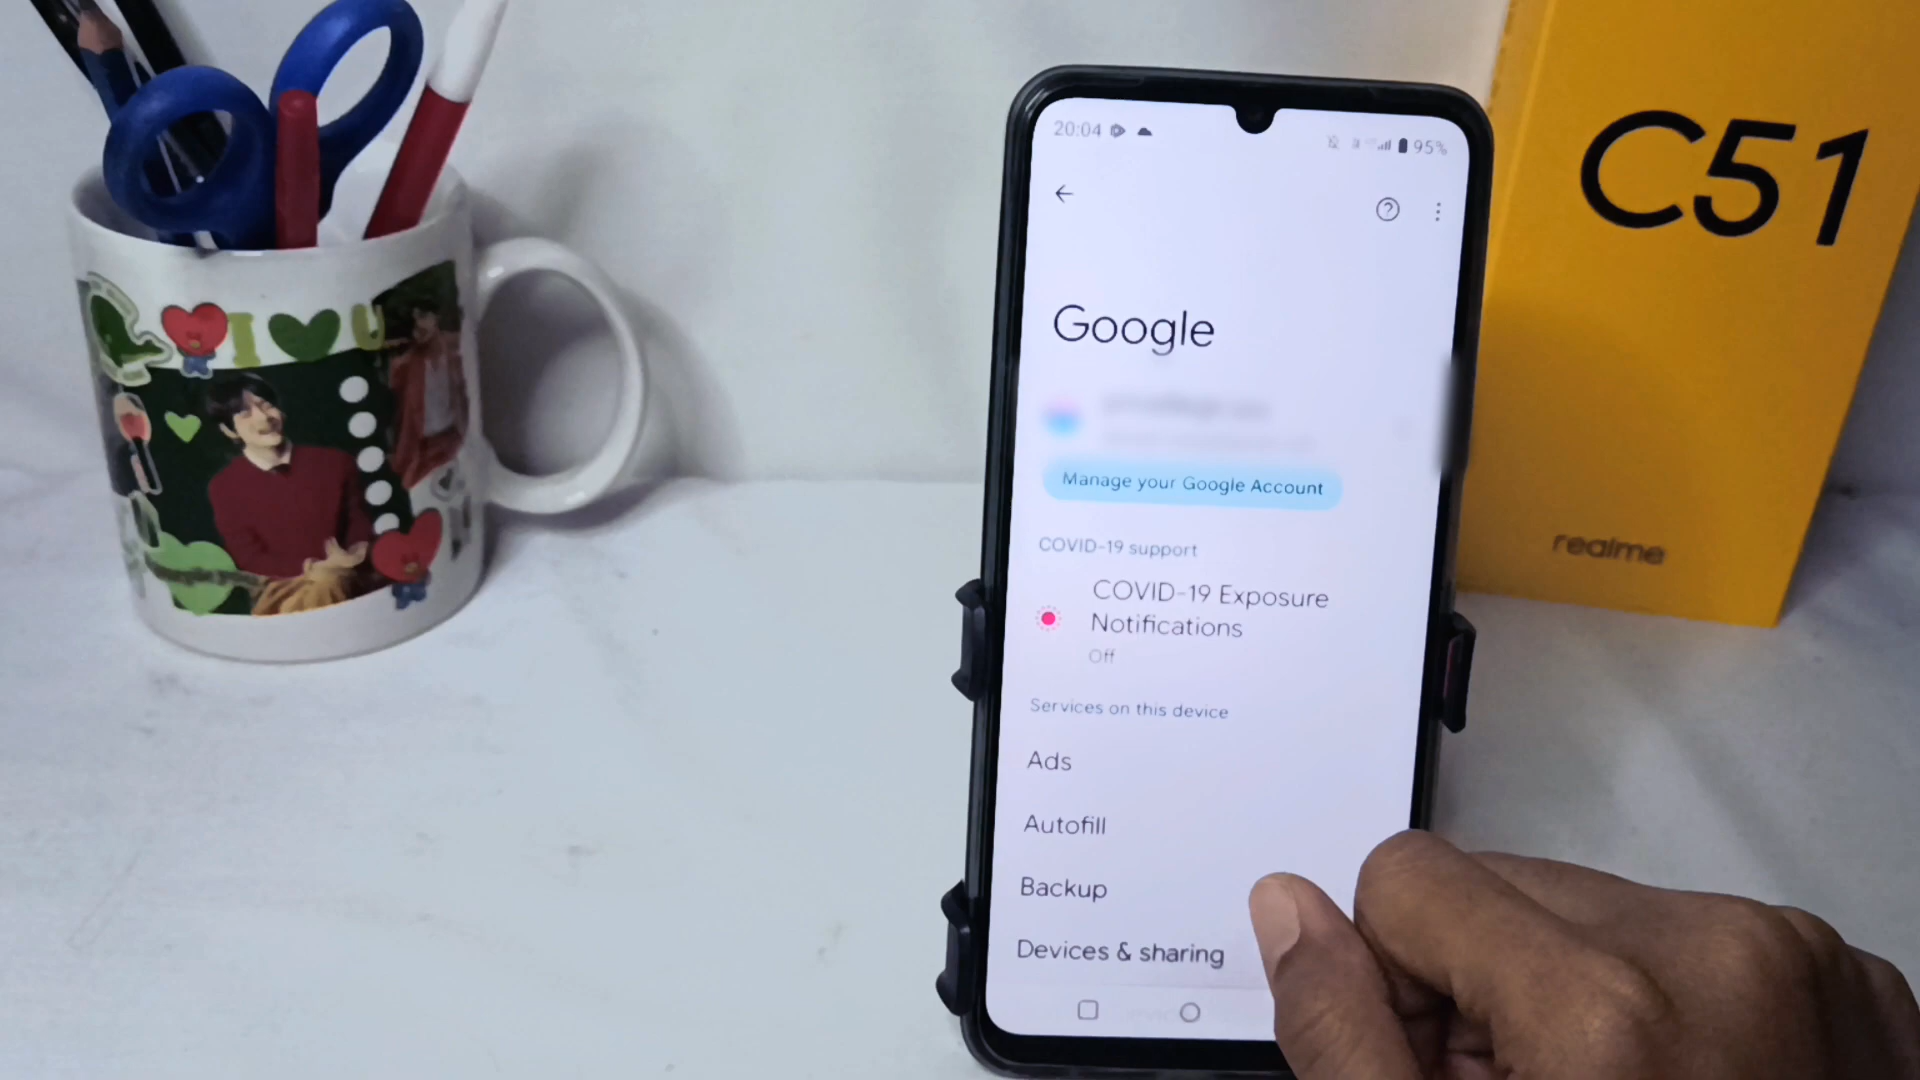 I U
20:04
95%
Google
Manage your Google Account
COVID-19 support
COVID-19 Exposure
Notifications
Off
Services on this device
Ads
Autofill
Backup
Devices & sharing
C51
realme